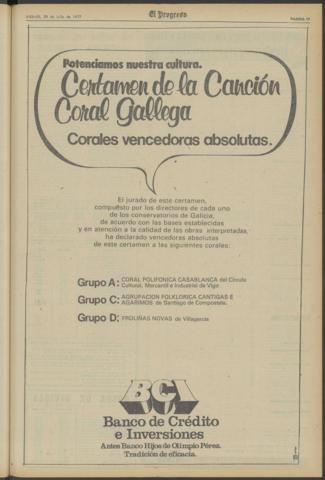 El Progreso
Potenciamos nuestra cultura.
Certamen de la Canción
Coral Gallega
Corales vencedoras absolutas.
El jurado de este certamen,
compuesto por los directores de cada uno
de los conservatorios de Galicia,
de acuerdo con las bases establecidas
y en atención a la calidad de las obras interpretadas,
ha declarado vencedoras absolutas
de este certamen a las siguientes corales:
Grupo A: CORAL POLIFONICA CASABLANCA del Círculo
Cultural, Mercantil e Industrial de Vigo
Grupo C: AGRUPACION FOLKLORICA CANTIGAS E
AGARIMOS de Santiago de Compostela.
Grupo D: FROLIÑAS NOVAS de Villagarcía
BCI
Banco de Crédito
e Inversiones
Antes Banco Hijos de Olimpio Pérez.
Tradición de eficacia.